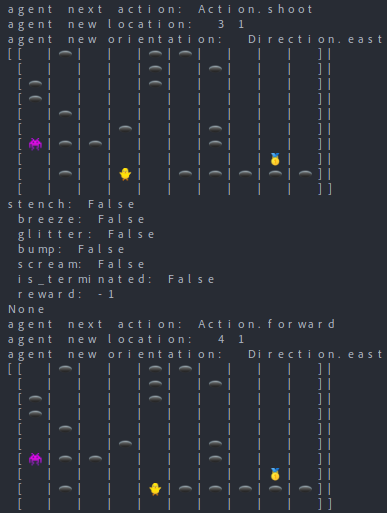 agent next action: Action.shoot
agent new location: 3 1
agent new orientation: Direction.east
[[ | | | | | | | | | ]|
[ | | | | | | | | | ]|
[ | | | | | | | | | ]|
[ | | | | | | | | | ]|
[ | | | | | | | | | ]|
[ | | | | | | | | | ]|
[ | | | | | | | | | ]|
[ | | | | | | | | | ]|
[ | | | | | | | | | ]|
[ | | | | | | | | | ]]
stench: False
breeze: False
glitter: False
bump: False
scream: False
is_terminated: False
reward: -1
None
agent next action: Action.forward
agent new location: 4 1
agent new orientation: Direction.east
[[ | | | | | | | | | ]|
[ | | | | | | | | | ]|
[ | | | | | | | | | ]|
[ | | | | | | | | | ]|
[ | | | | | | | | | ]|
[ | | | | | | | | | ]|
[ | | | | | | | | | ]|
[ | | | | | | | | | ]|
[ | | | | | | | | | ]|
[ | | | | | | | | | ]]